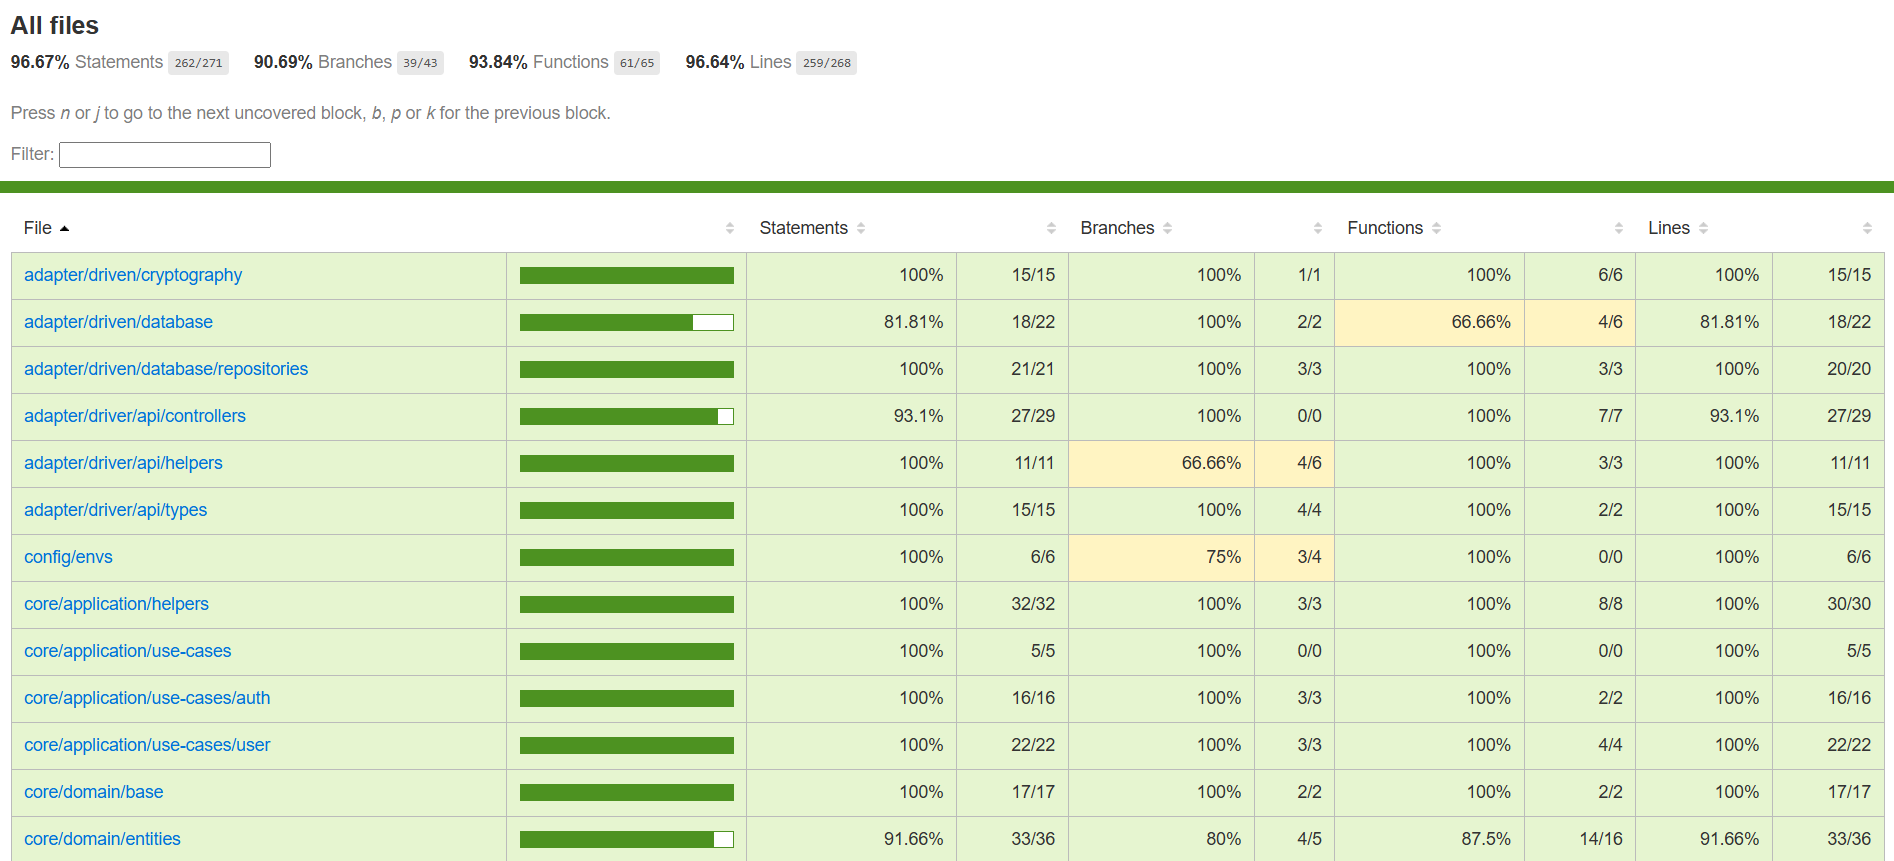 All files
96.67% Statements 262/271 90.69% Branches 39/43 93.84% Functions 61/65 96.64% Lines 259/268
Press n or j to go to the next uncovered block, b, p or k for the previous block.
Filter:
File Statements Branches Functions Lines
adapter/driven/cryptography 100% 15/15 100% 1/1 100% 6/6 100% 15/15
adapter/driven/database 81.81% 18/22 100% 2/2 66.66% 4/6 81.81% 18/22
adapter/driven/database/repositories 100% 21/21 100% 3/3 100% 3/3 100% 20/20
adapter/driver/api/controllers 93.1% 27/29 100% 0/0 100% 7/7 93.1% 27/29
adapter/driver/api/helpers 100% 11/11 66.66% 4/6 100% 3/3 100% 11/11
adapter/driver/api/types 100% 15/15 100% 4/4 100% 2/2 100% 15/15
config/envs 100% 6/6 75% 3/4 100% 0/0 100% 6/6
core/application/helpers 100% 32/32 100% 3/3 100% 8/8 100% 30/30
core/application/use-cases 100% 5/5 100% 0/0 100% 0/0 100% 5/5
core/application/use-cases/auth 100% 16/16 100% 3/3 100% 2/2 100% 16/16
core/application/use-cases/user 100% 22/22 100% 3/3 100% 4/4 100% 22/22
core/domain/base 100% 17/17 100% 2/2 100% 2/2 100% 17/17
core/domain/entities 91.66% 33/36 80% 4/5 87.5% 14/16 91.66% 33/36